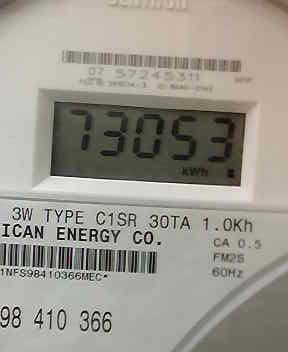 CENTRON
07 57245311
73053
kWh
3W TYPE C1SR 30TA 1.0Kh
ICAN ENERGY CO.
CA 0.5
FM2S
60Hz
1NFS98410366MEC*
98 410 366